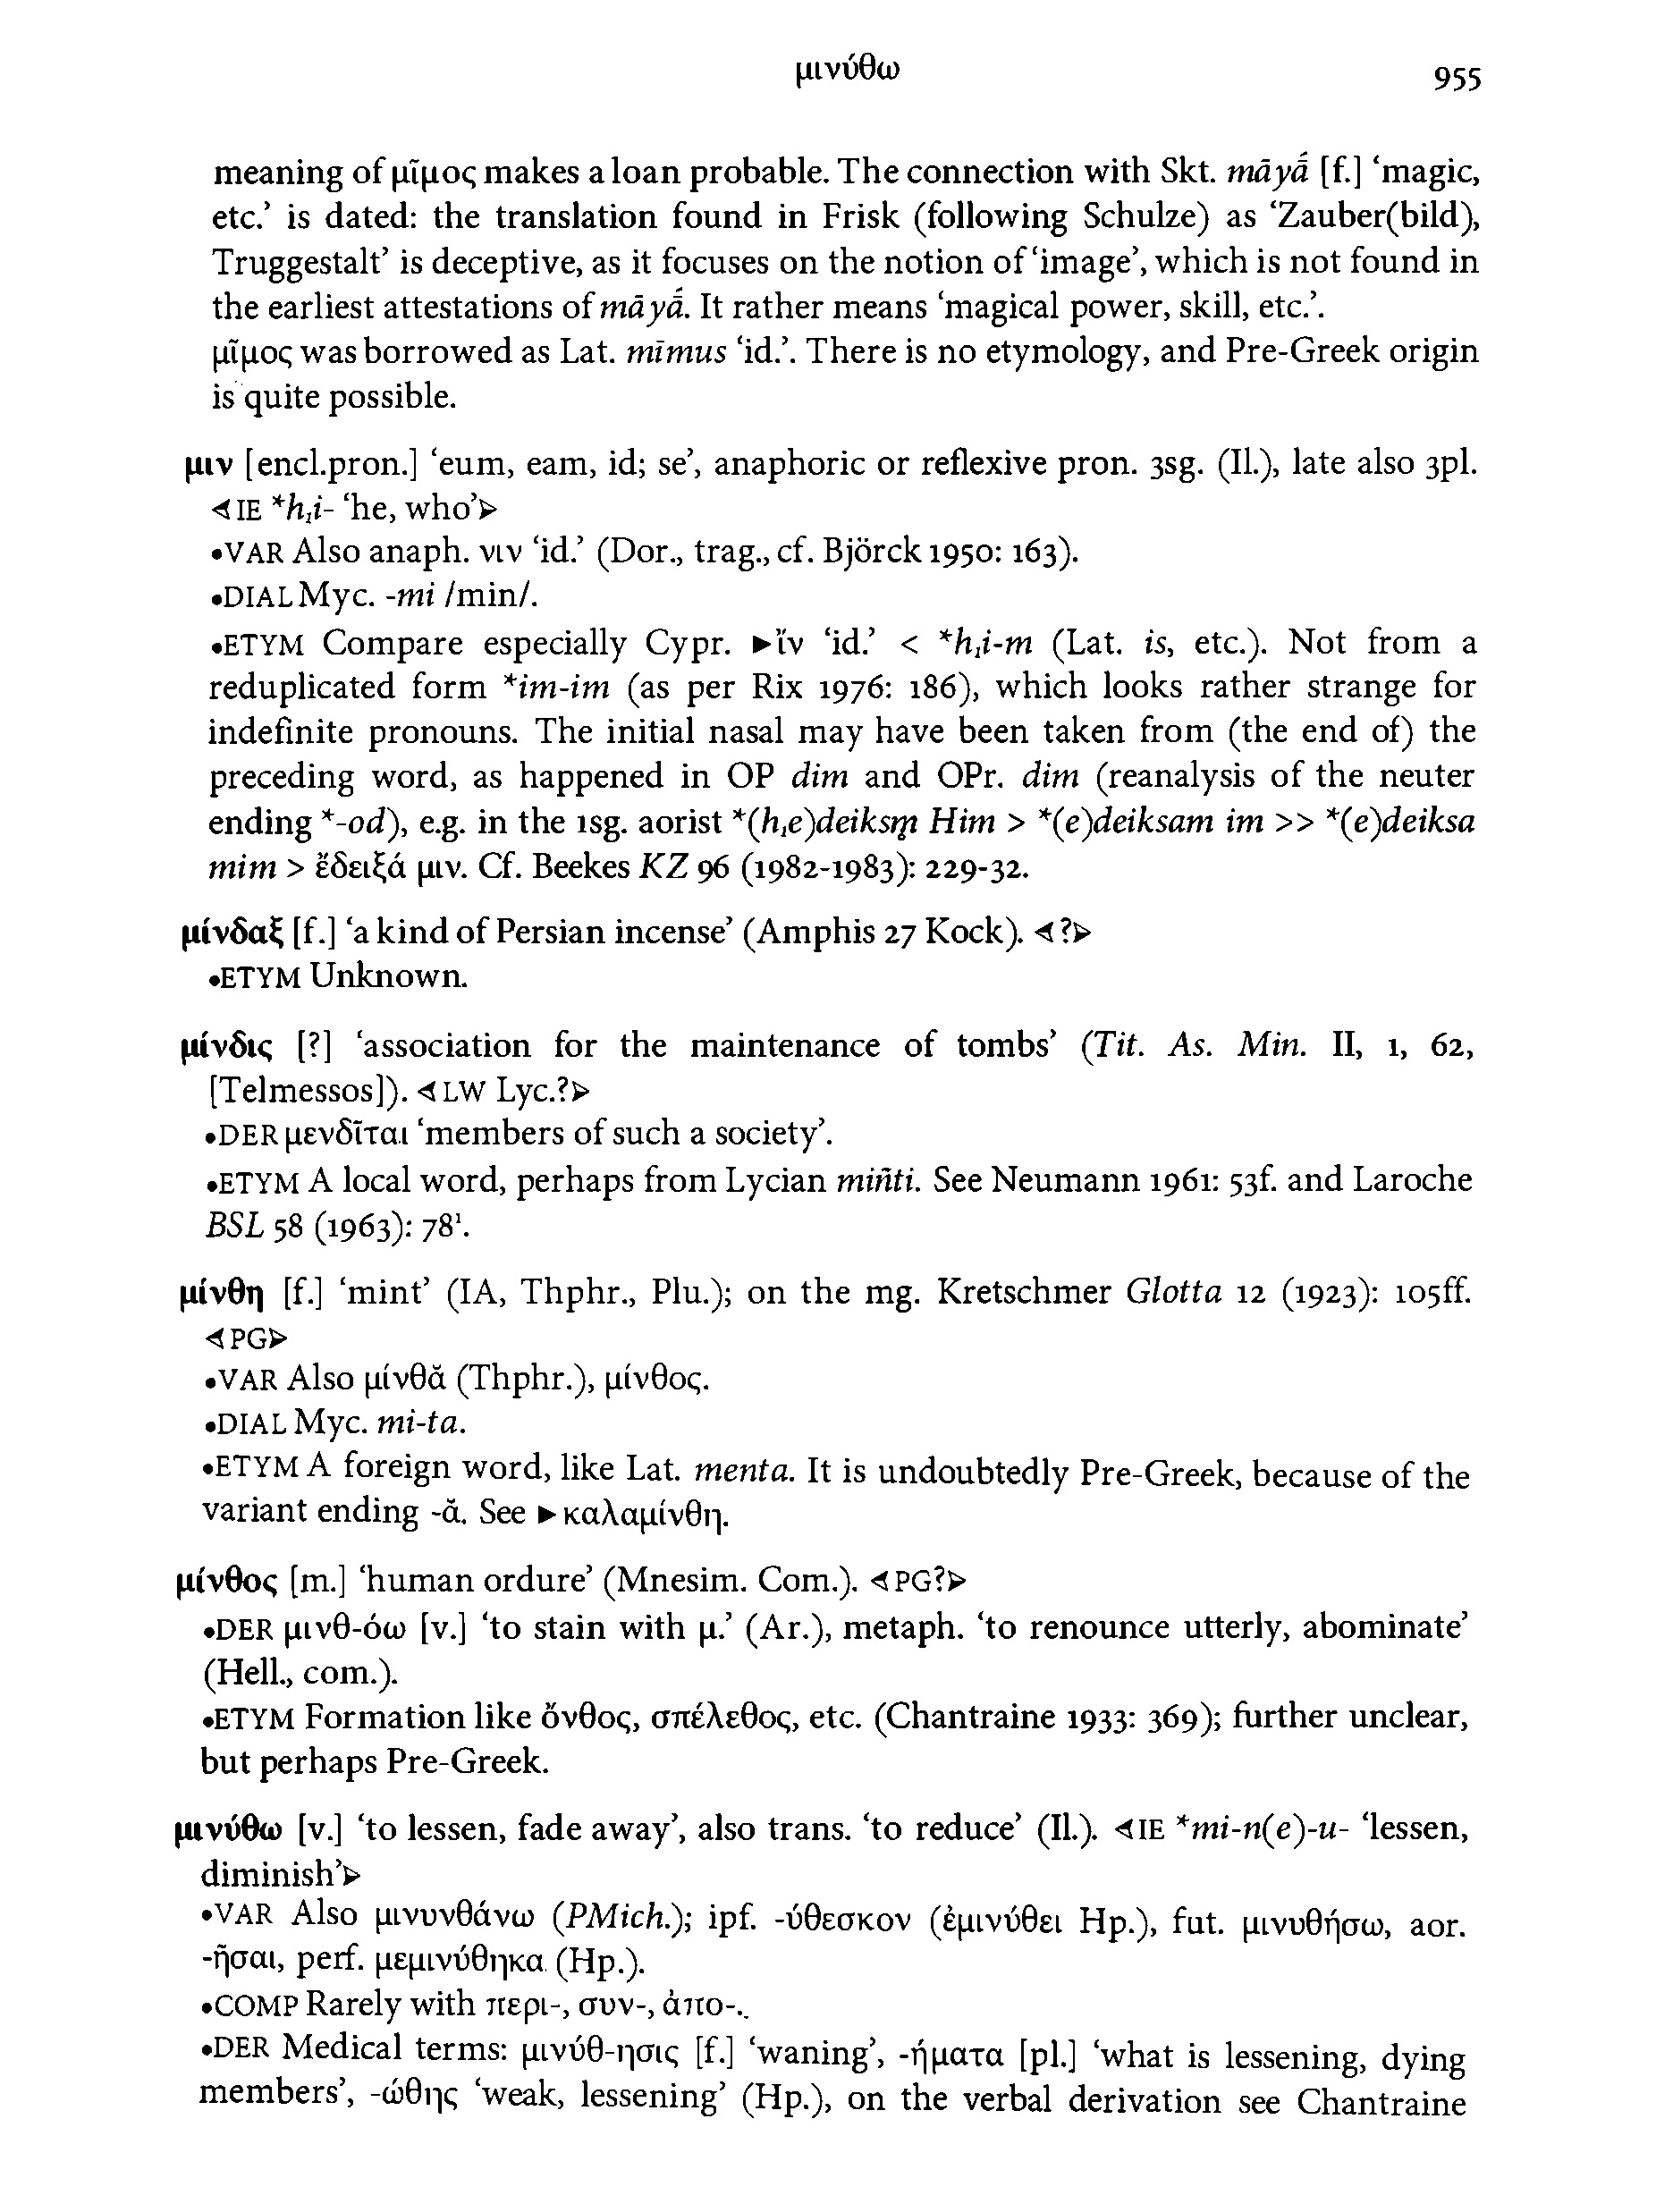 μινύθω 955
meaning of μῖμος makes a loan probable. The connection with Skt. māyā́ [f.] ‘magic,
etc.’ is dated: the translation found in Frisk (following Schulze) as ‘Zauber(bild),
Truggestalt’ is deceptive, as it focuses on the notion of ‘image’, which is not found in
the earliest attestations of māyā́. It rather means ‘magical power, skill, etc.’.
μῖμος was borrowed as Lat. mīmus ‘id.’. There is no etymology, and Pre-Greek origin
is quite possible.
μιν [encl.pron.] ‘eum, eam, id; se’, anaphoric or reflexive pron. 3sg. (Il.), late also 3pl.
◁IE *h₁i- ‘he, who’▷
•VAR Also anaph. νιν ‘id.’ (Dor., trag., cf. Björck 1950: 163).
•DIAL Myc. -mi /min/.
•ETYM Compare especially Cypr. ►ἴν ‘id.’ < *h₁i-m (Lat. is, etc.). Not from a
reduplicated form *im-im (as per Rix 1976: 186), which looks rather strange for
indefinite pronouns. The initial nasal may have been taken from (the end of) the
preceding word, as happened in OP dim and OPr. dim (reanalysis of the neuter
ending *-od), e.g. in the 1sg. aorist *(h₁e)deiksm̥ Him > *(e)deiksam im >> *(e)deiksa
mim > ἔδειξά μιν. Cf. Beekes KZ 96 (1982-1983): 229-32.
μίνδαξ [f.] ‘a kind of Persian incense’ (Amphis 27 Kock). ◁?▷
•ETYM Unknown.
μίνδις [?] ‘association for the maintenance of tombs’ (Tit. As. Min. II, 1, 62,
[Telmessos]). ◁LW Lyc.?▷
•DER μενδῖται ‘members of such a society’.
•ETYM A local word, perhaps from Lycian miñti. See Neumann 1961: 53f. and Laroche
BSL 58 (1963): 78¹.
μίνθη [f.] ‘mint’ (IA, Thphr., Plu.); on the mg. Kretschmer Glotta 12 (1923): 105ff.
◁PG▷
•VAR Also μίνθᾰ (Thphr.), μίνθος.
•DIAL Myc. mi-ta.
•ETYM A foreign word, like Lat. menta. It is undoubtedly Pre-Greek, because of the
variant ending -ᾰ. See ►καλαμίνθη.
μίνθος [m.] ‘human ordure’ (Mnesim. Com.). ◁PG?▷
•DER μινθ-όω [v.] ‘to stain with μ.’ (Ar.), metaph. ‘to renounce utterly, abominate’
(Hell., com.).
•ETYM Formation like ὄνθος, σπέλεθος, etc. (Chantraine 1933: 369); further unclear,
but perhaps Pre-Greek.
μινύθω [v.] ‘to lessen, fade away’, also trans. ‘to reduce’ (Il.). ◁IE *mi-n(e)-u- ‘lessen,
diminish’▷
•VAR Also μινυνθάνω (PMich.); ipf. -ύθεσκον (ἐμινύθει Hp.), fut. μινυθήσω, aor.
-ῆσαι, perf. μεμινύθηκα (Hp.).
•COMP Rarely with περι-, συν-, ἀπο-.
•DER Medical terms: μινύθ-ησις [f.] ‘waning’, -ήματα [pl.] ‘what is lessening, dying
members’, -ώθης ‘weak, lessening’ (Hp.), on the verbal derivation see Chantraine